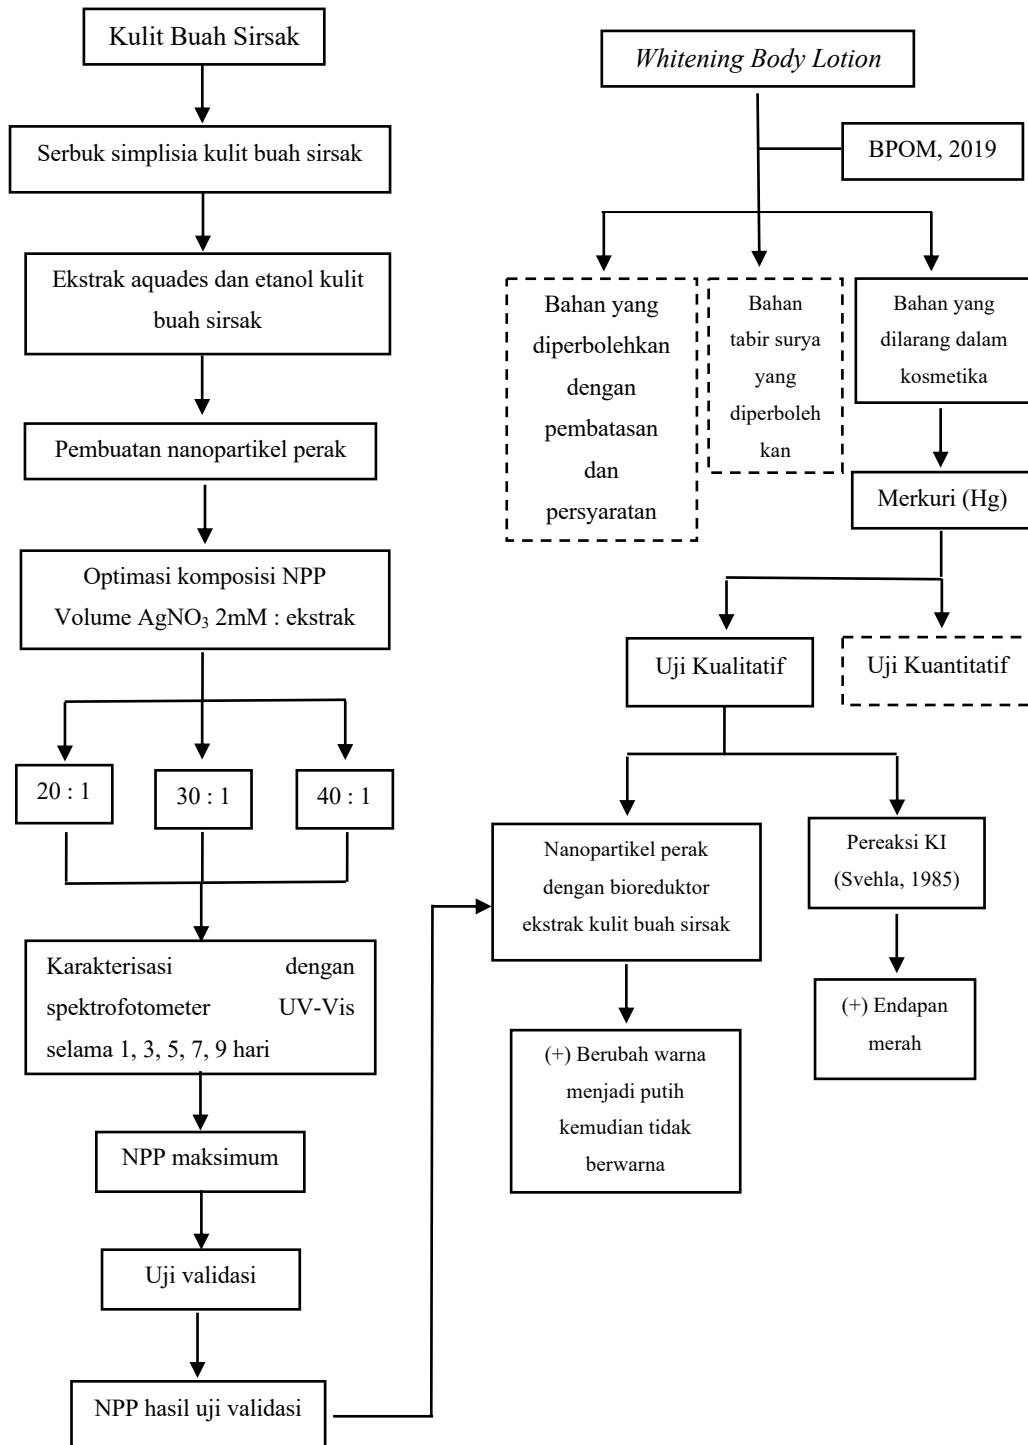 Kulit Buah Sirsak
Serbuk simplisia kulit buah sirsak
Ekstrak aquades dan etanol kulit
buah sirsak
Pembuatan nanopartikel perak
Optimasi komposisi NPP
Volume AgNO₃ 2mM : ekstrak
20 : 1
30 : 1
40 : 1
Karakterisasi dengan
spektrofotometer UV-Vis
selama 1, 3, 5, 7, 9 hari
NPP maksimum
Uji validasi
NPP hasil uji validasi
Whitening Body Lotion
BPOM, 2019
Bahan yang
diperbolehkan
dengan
pembatasan
dan
persyaratan
Bahan
tabir surya
yang
diperboleh
kan
Bahan yang
dilarang dalam
kosmetika
Merkuri (Hg)
Uji Kualitatif
Uji Kuantitatif
Nanopartikel perak
dengan bioreduktor
ekstrak kulit buah sirsak
Pereaksi KI
(Svehla, 1985)
(+) Berubah warna
menjadi putih
kemudian tidak
berwarna
(+) Endapan
merah